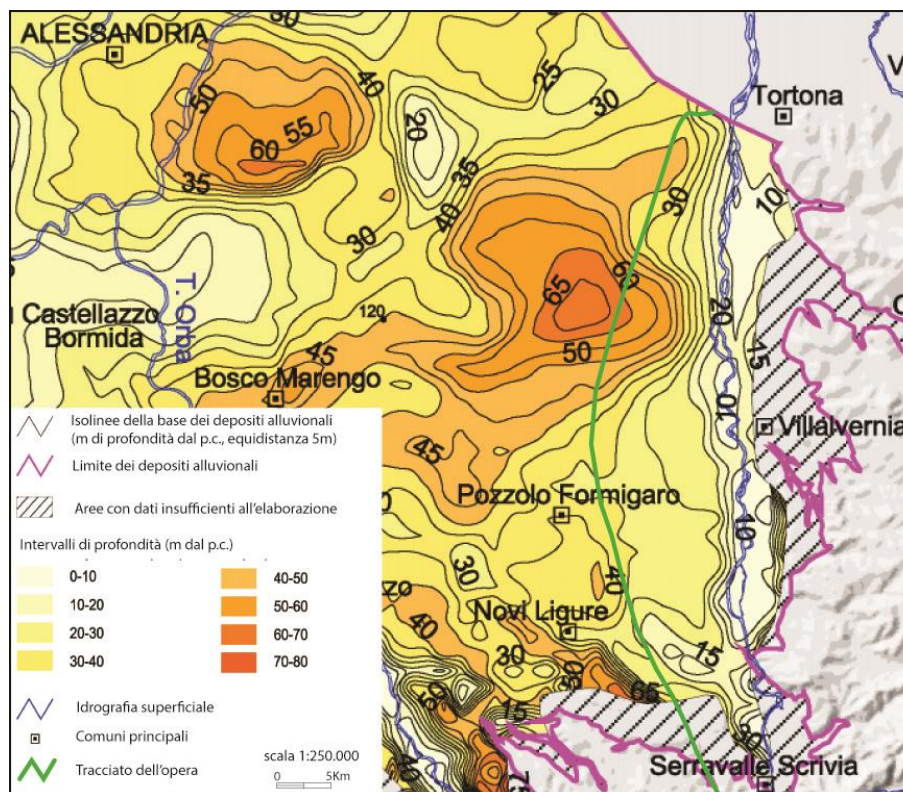 30
ALESSANDRIA
40
50
25
V
30
Tortona
55
20
60
35
35
30
10
40
30
60
65
T. Orba
Castellazzo
Bormida
120
20
45
50
15
Bosco Marengo
10
Villalvernia
45
Pozzolo Formigaro
10
30
40
zzo
Novi Ligure
40
30
15
50
65
15
30
40
Serravalle Scrivia
Isolinee della base dei depositi alluvionali
(m di profondità dal p.c., equidistanza 5m)
Limite dei depositi alluvionali
Aree con dati insufficienti all'elaborazione
Intervalli di profondità (m dal p.c.)
0-10
40-50
10-20
50-60
20-30
60-70
30-40
70-80
Idrografia superficiale
Comuni principali
scala 1:250.000
0 5Km
Tracciato dell'opera